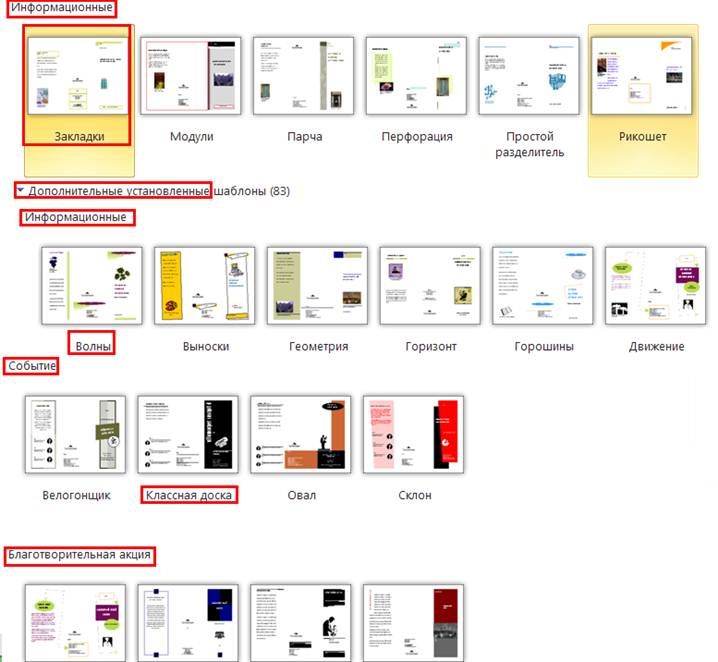 Информационные
Закладки Модули Парча Перфорация Простой разделитель Рикошет
Дополнительные установленные шаблоны (83)
Информационные
Волны Выноски Геометрия Горизонт Горошины Движение
Событие
Велогонщик Классная доска Овал Склон
Благотворительная акция